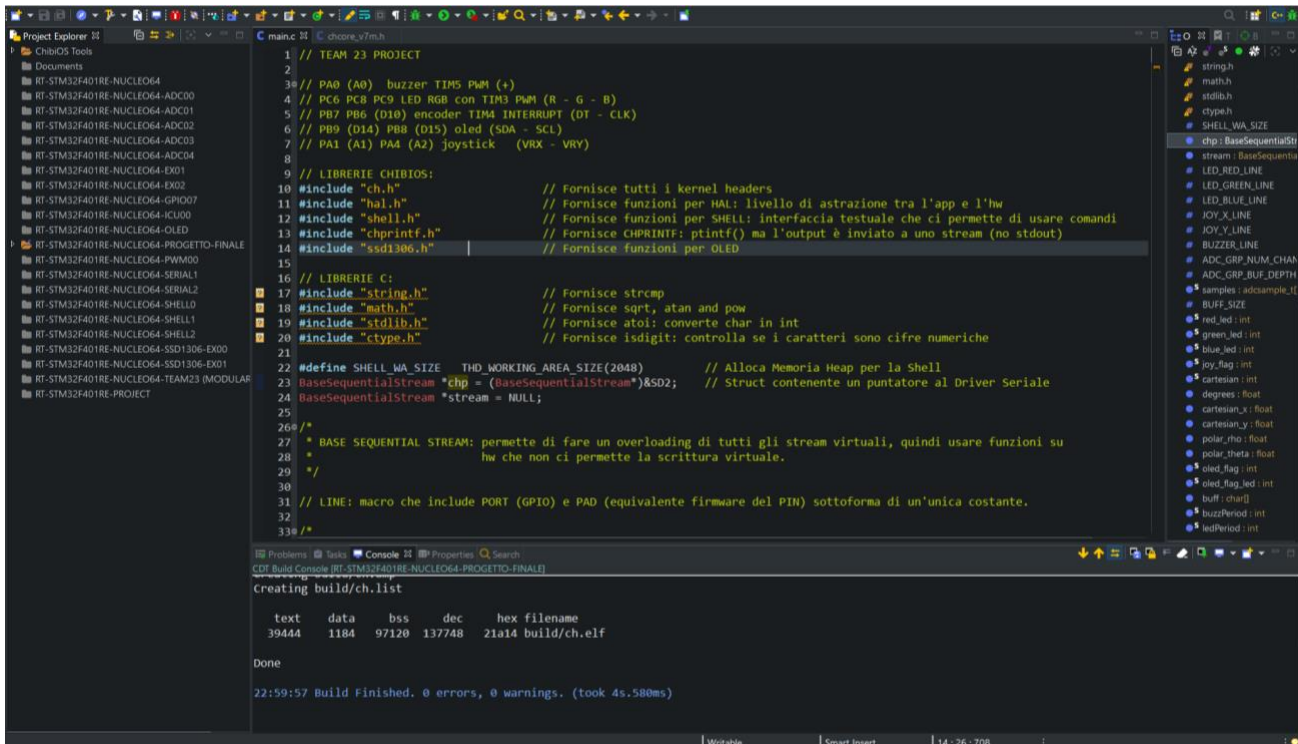 Project Explorer
ChibiOS Tools
Documents
RT-STM32F401RE-NUCLEO64
RT-STM32F401RE-NUCLEO64-ADC00
RT-STM32F401RE-NUCLEO64-ADC01
RT-STM32F401RE-NUCLEO64-ADC02
RT-STM32F401RE-NUCLEO64-ADC03
RT-STM32F401RE-NUCLEO64-ADC04
RT-STM32F401RE-NUCLEO64-EX01
RT-STM32F401RE-NUCLEO64-EX02
RT-STM32F401RE-NUCLEO64-GPIO07
RT-STM32F401RE-NUCLEO64-ICU00
RT-STM32F401RE-NUCLEO64-OLED
RT-STM32F401RE-NUCLEO64-PROGETTO-FINALE
RT-STM32F401RE-NUCLEO64-PWM00
RT-STM32F401RE-NUCLEO64-SERIAL1
RT-STM32F401RE-NUCLEO64-SERIAL2
RT-STM32F401RE-NUCLEO64-SHELL0
RT-STM32F401RE-NUCLEO64-SHELL1
RT-STM32F401RE-NUCLEO64-SHELL2
RT-STM32F401RE-NUCLEO64-SSD1306-EX00
RT-STM32F401RE-NUCLEO64-SSD1306-EX01
RT-STM32F401RE-NUCLEO64-TEAM23 (MODULAR
RT-STM32F401RE-PROJECT
main.c chcore_v7m.h
1 // TEAM 23 PROJECT
2
3 // PA0 (A0) buzzer TIM5 PWM (+)
4 // PC6 PC8 PC9 LED RGB con TIM3 PWM (R - G - B)
5 // PB7 PB6 (D10) encoder TIM4 INTERRUPT (DT - CLK)
6 // PB9 (D14) PB8 (D15) oled (SDA - SCL)
7 // PA1 (A1) PA4 (A2) joystick (VRX - VRY)
8
9 // LIBRERIE CHIBIOS:
10 #include "ch.h" // Fornisce tutti i kernel headers
11 #include "hal.h" // Fornisce funzioni per HAL: livello di astrazione tra l'app e l'hw
12 #include "shell.h" // Fornisce funzioni per SHELL: interfaccia testuale che ci permette di usare comandi
13 #include "chprintf.h" // Fornisce CHPRINTF: ptintf() ma l'output è inviato a uno stream (no stdout)
14 #include "ssd1306.h" // Fornisce funzioni per OLED
15
16 // LIBRERIE C:
17 #include "string.h" // Fornisce strcmp
18 #include "math.h" // Fornisce sqrt, atan and pow
19 #include "stdlib.h" // Fornisce atoi: converte char in int
20 #include "ctype.h" // Fornisce isdigit: controlla se i caratteri sono cifre numeriche
21
22 #define SHELL_WA_SIZE THD_WORKING_AREA_SIZE(2048) // Alloca Memoria Heap per la Shell
23 BaseSequentialStream *chp = (BaseSequentialStream*)&SD2; // Struct contenente un puntatore al Driver Seriale
24 BaseSequentialStream *stream = NULL;
25
26 /*
27 * BASE SEQUENTIAL STREAM: permette di fare un overloading di tutti gli stream virtuali, quindi usare funzioni su
28 * hw che non ci permette la scrittura virtuale.
29 */
30
31 // LINE: macro che include PORT (GPIO) e PAD (equivalente firmware del PIN) sottoforma di un'unica costante.
32
33 /*
string.h
math.h
stdlib.h
ctype.h
SHELL_WA_SIZE
chp : BaseSequentialStr
stream : BaseSequentia
LED_RED_LINE
LED_GREEN_LINE
LED_BLUE_LINE
JOY_X_LINE
JOY_Y_LINE
BUZZER_LINE
ADC_GRP_NUM_CHAN
ADC_GRP_BUF_DEPTH
samples : adcsample_t[
BUFF_SIZE
red_led : int
green_led : int
blue_led : int
joy_flag : int
cartesian : int
degrees : float
cartesian_x : float
cartesian_y : float
polar_rho : float
polar_theta : float
oled_flag : int
oled_flag_led : int
buff : char[]
buzzPeriod : int
ledPeriod : int
Problems Tasks Console Properties Search
CDT Build Console [RT-STM32F401RE-NUCLEO64-PROGETTO-FINALE]
Creating build/ch.list
text data bss dec hex filename
39444 1184 97120 137748 21a14 build/ch.elf
Done
22:59:57 Build Finished. 0 errors, 0 warnings. (took 4s.580ms)
Writable Smart Insert 14 : 26 : 708